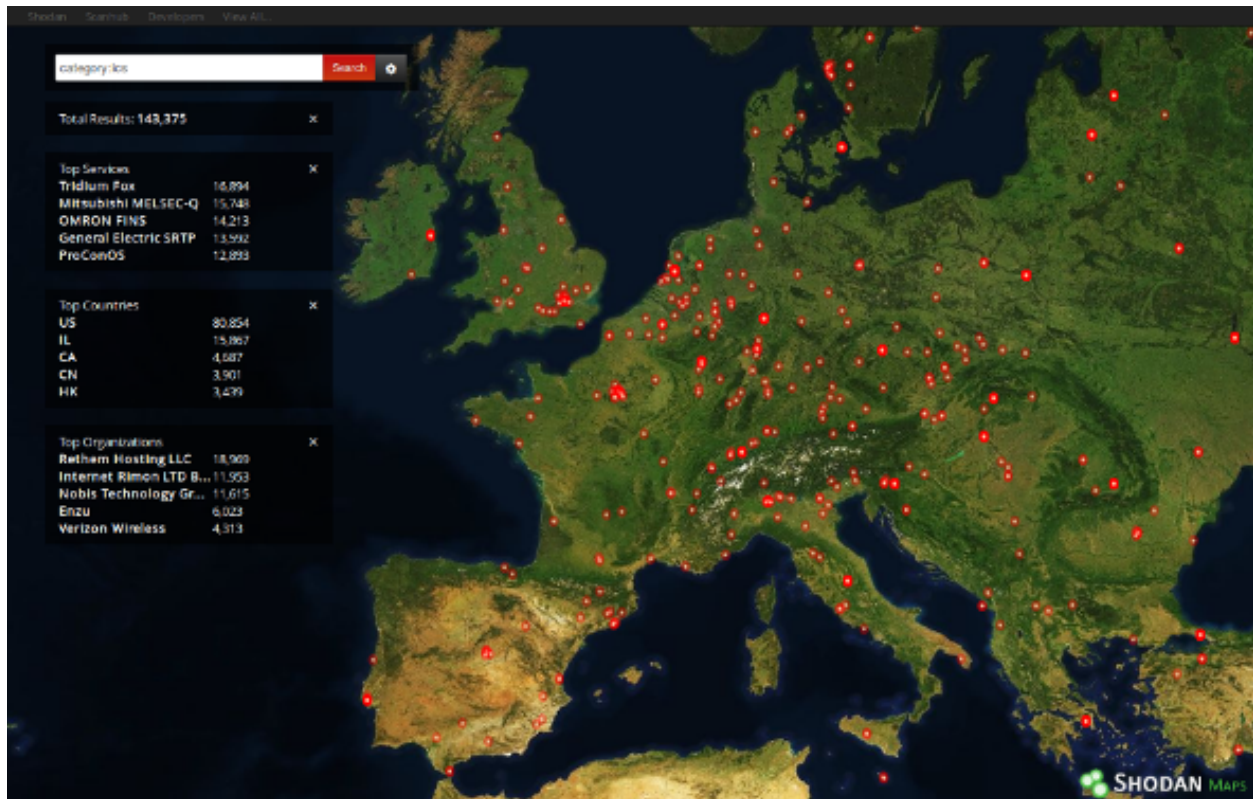 Shodan Scanhub Developers View All...
category:ics
Search
Total Results: 143,375
Top Services
Tridium Fox 16,894
Mitsubishi MELSEC-Q 15,748
OMRON FINS 14,213
General Electric SRTP 13,592
ProConOS 12,893
Top Countries
US 80,854
IL 15,867
CA 4,687
CN 3,901
HK 3,439
Top Organizations
Rethem Hosting LLC 18,969
Internet Rimon LTD B... 11,953
Nobis Technology Gr... 11,615
Enzu 6,023
Verizon Wireless 4,313
SHODAN MAPS